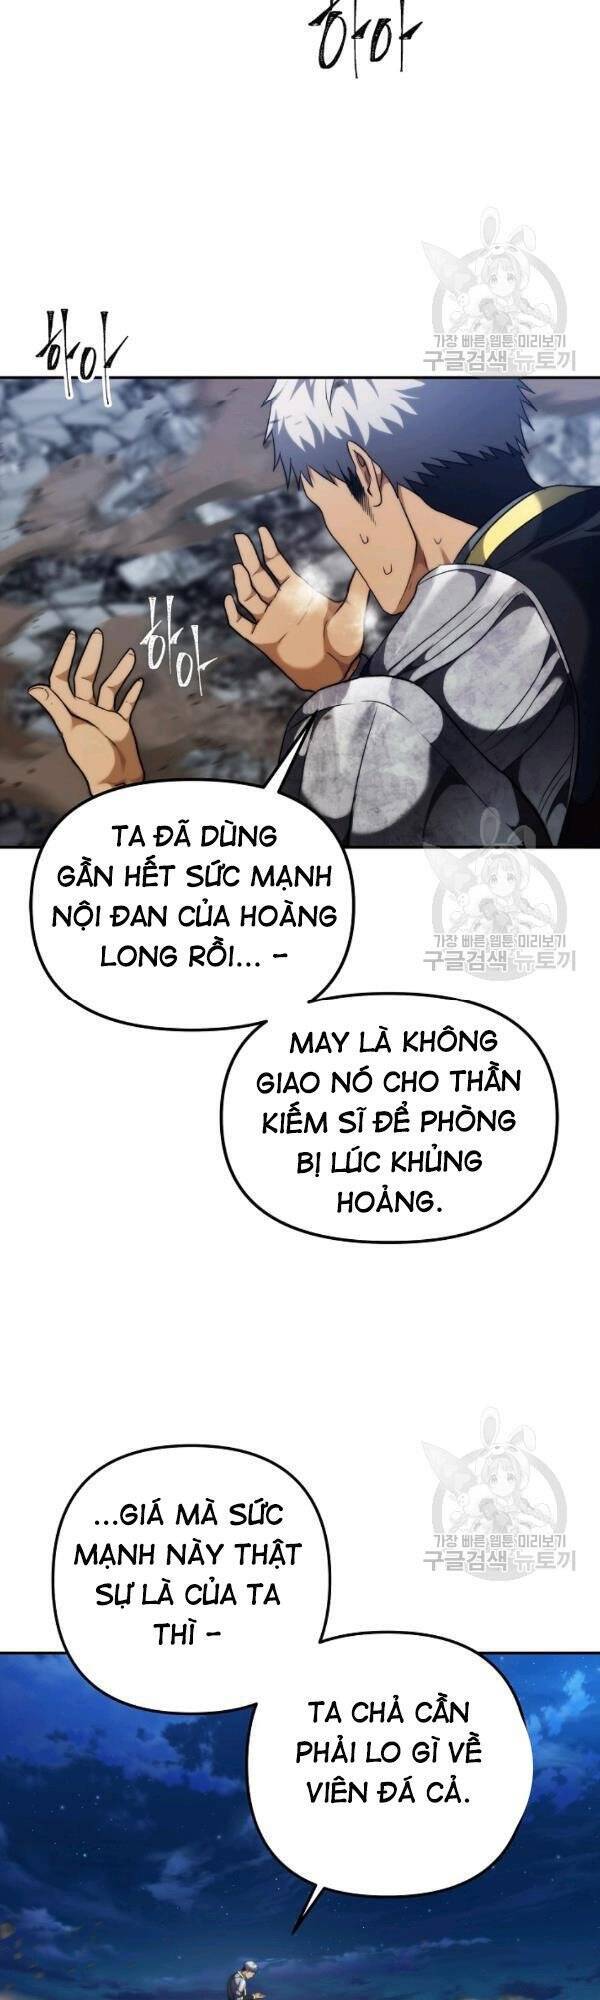 하아
가장 빠른 웹툰 미리보기
구글검색 뉴토끼
하아
하아
TA ĐÃ DÙNG
GẦN HẾT SỨC MẠNH
NỘI ĐAN CỦA HOÀNG
LONG RỒI... -
가장 빠른 웹툰 미리보기
구글검색 뉴토끼
MAY LÀ KHÔNG
GIAO NÓ CHO THẦN
KIẾM SĨ ĐỂ PHÒNG
BỊ LÚC KHỦNG
HOẢNG.
가장 빠른 웹툰 미리보기
구글검색 뉴토끼
...GIÁ MÀ SỨC
MẠNH NÀY THẬT
SỰ LÀ CỦA TA
THÌ -
TA CHẢ CẦN
PHẢI LO GÌ VỀ
VIÊN ĐÁ CẢ.